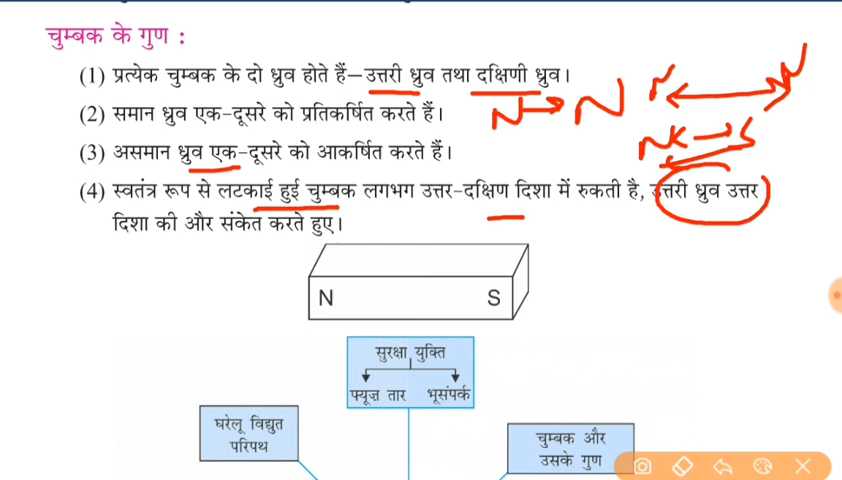 चुम्बक के गुण :
(1) प्रत्येक चुम्बक के दो ध्रुव होते हैं—उत्तरी ध्रुव तथा दक्षिणी ध्रुव।
(2) समान ध्रुव एक-दूसरे को प्रतिकर्षित करते हैं।
N → N
N ↔ N
(3) असमान ध्रुव एक-दूसरे को आकर्षित करते हैं।
N S
(4) स्वतंत्र रूप से लटकाई हुई चुम्बक लगभग उत्तर-दक्षिण दिशा में रुकती है, उत्तरी ध्रुव उत्तर
दिशा की और संकेत करते हुए।
N S
सुरक्षा युक्ति
फ्यूज तार भूसंपर्क
घरेलू विद्युत
परिपथ
चुम्बक और
उसके गुण